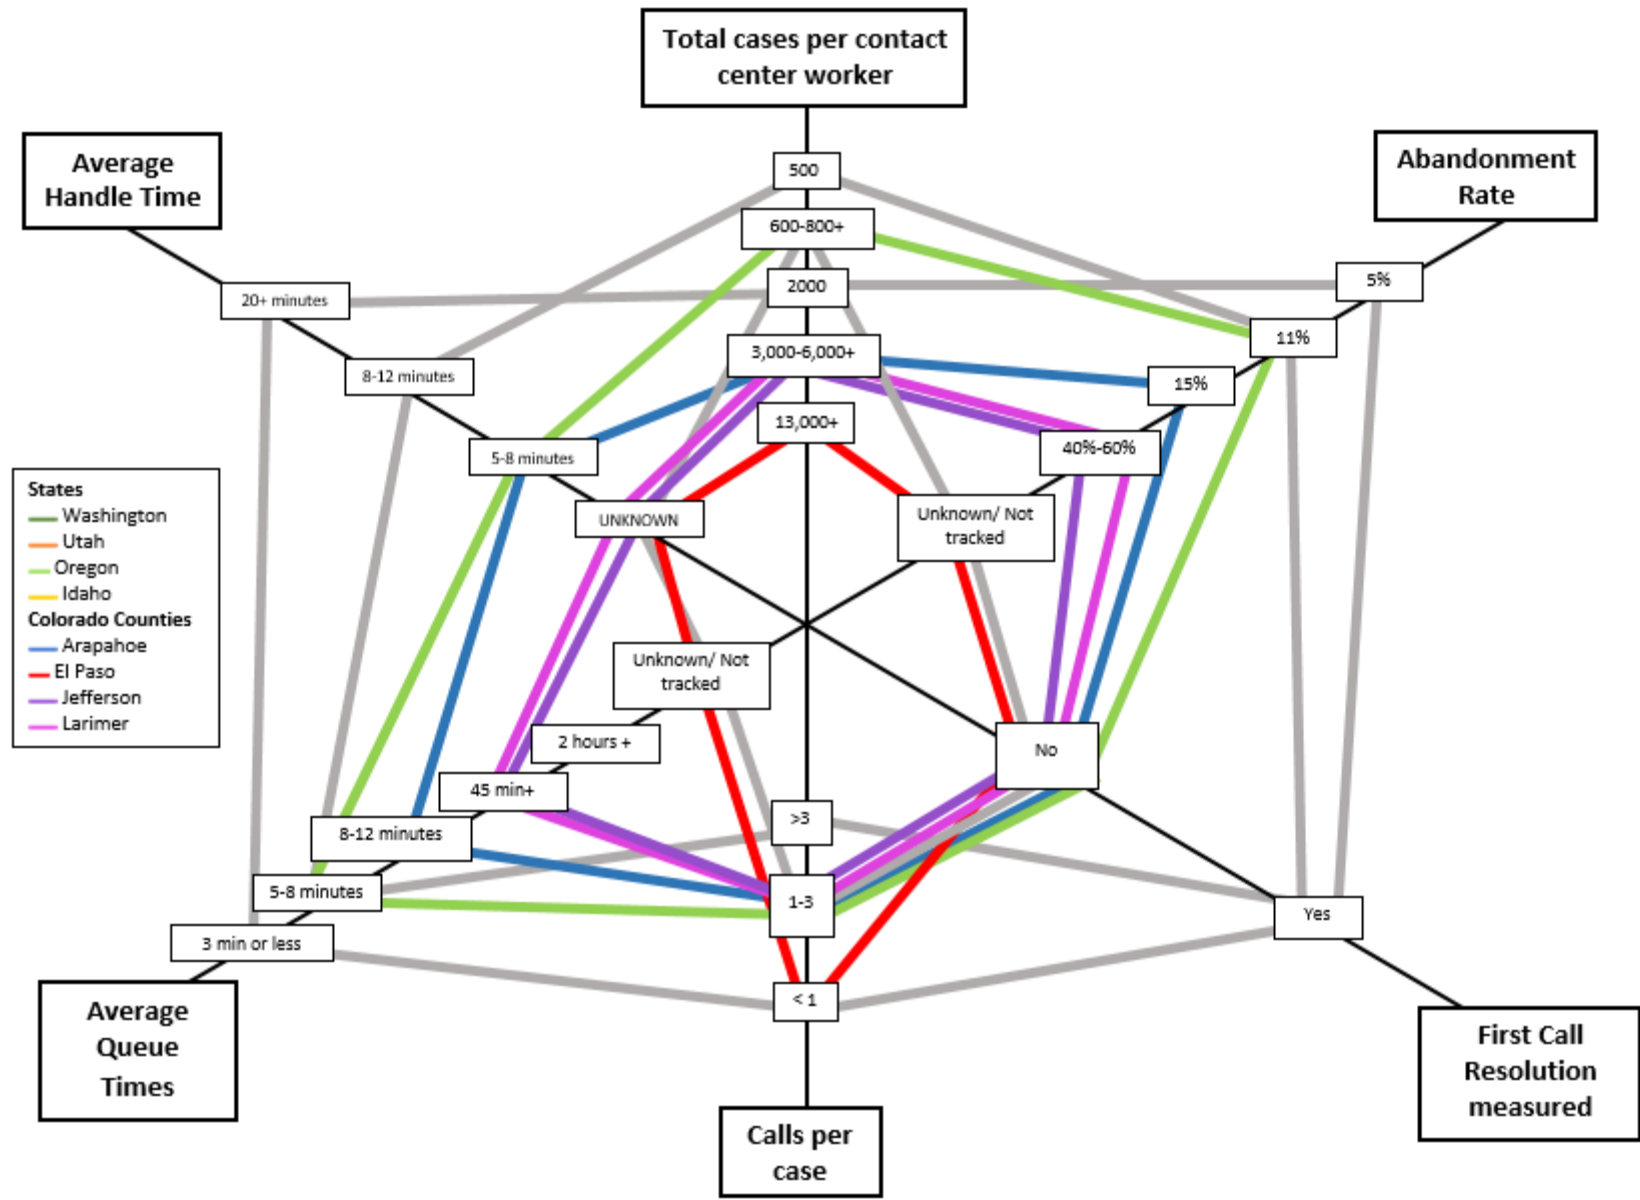 Total cases per contact
center worker
Average
Handle Time
Abandonment
Rate
500
600-800+
2000
3,000-6,000+
13,000+
5%
11%
15%
40%-60%
Unknown/ Not
tracked
20+ minutes
8-12 minutes
5-8 minutes
UNKNOWN
States
Washington
Utah
Oregon
Idaho
Colorado Counties
Arapahoe
El Paso
Jefferson
Larimer
Unknown/ Not
tracked
2 hours +
45 min+
8-12 minutes
5-8 minutes
3 min or less
No
Yes
>3
1-3
< 1
Average
Queue
Times
Calls per
case
First Call
Resolution
measured